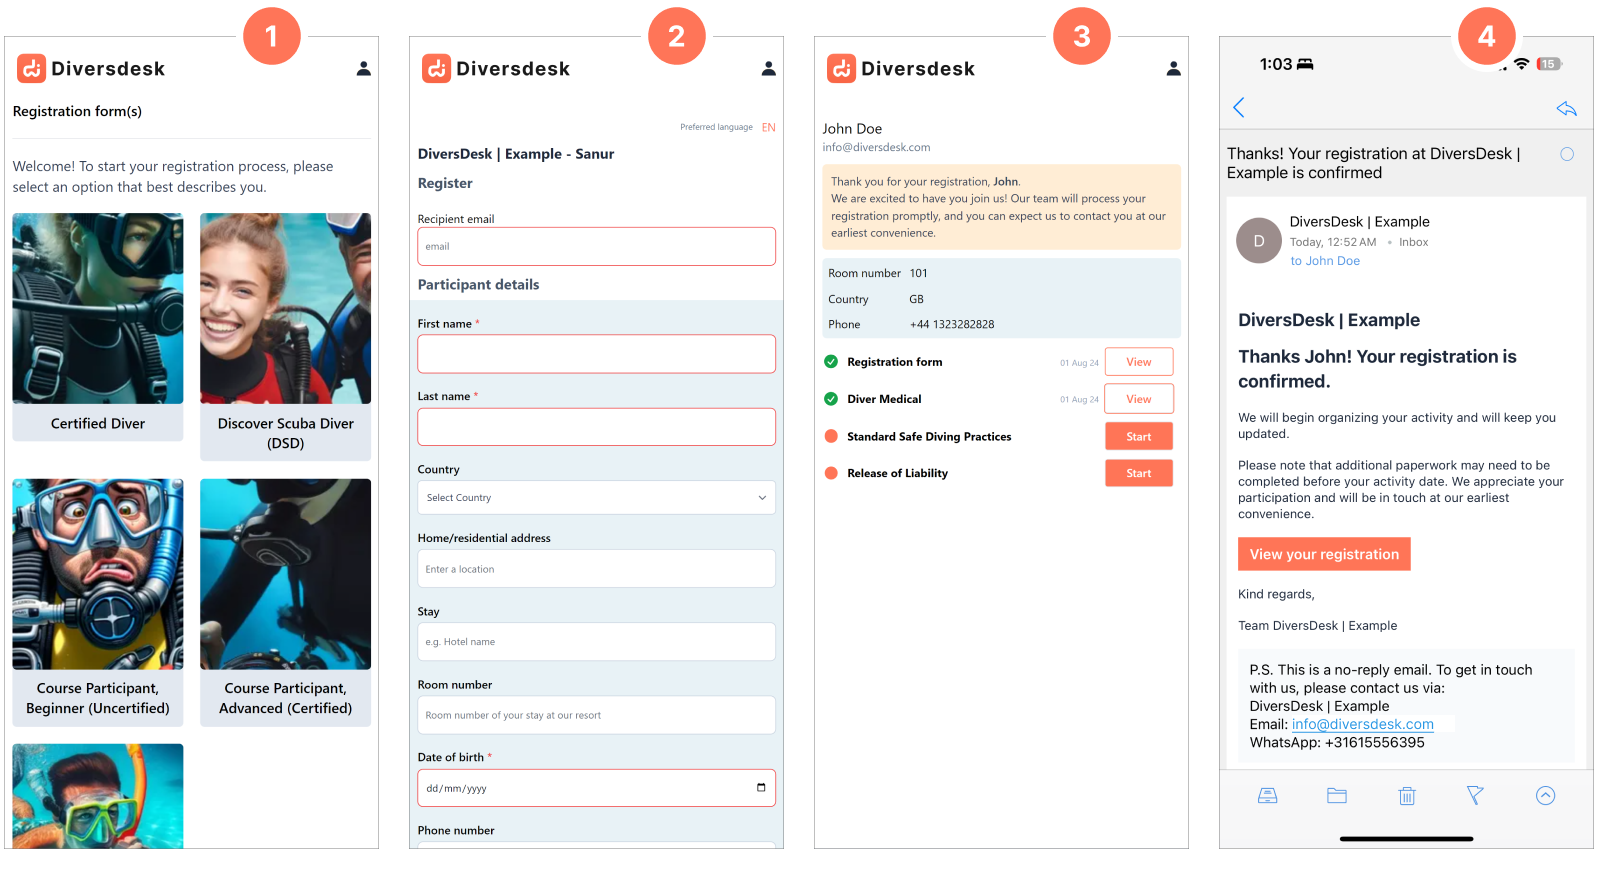 1
Diversdesk
Registration form(s)
Welcome! To start your registration process, please
select an option that best describes you.
Certified Diver
Discover Scuba Diver
(DSD)
Course Participant,
Beginner (Uncertified)
Course Participant,
Advanced (Certified)
2
Diversdesk
Preferred language EN
DiversDesk | Example - Sanur
Register
Recipient email
email
Participant details
First name *
Last name *
Country
Select Country
Home/residential address
Enter a location
Stay
e.g. Hotel name
Room number
Room number of your stay at our resort
Date of birth *
dd/mm/yyyy
Phone number
3
Diversdesk
John Doe
info@diversdesk.com
Thank you for your registration, John.
We are excited to have you join us! Our team will process your
registration promptly, and you can expect us to contact you at our
earliest convenience.
Room number 101
Country GB
Phone +44 1323282828
Registration form 01 Aug 24 View
Diver Medical 01 Aug 24 View
Standard Safe Diving Practices Start
Release of Liability Start
4
1:03 15
Thanks! Your registration at DiversDesk |
Example is confirmed
D
DiversDesk | Example
Today, 12:52 AM • Inbox
to John Doe
DiversDesk | Example
Thanks John! Your registration is
confirmed.
We will begin organizing your activity and will keep you
updated.
Please note that additional paperwork may need to be
completed before your activity date. We appreciate your
participation and will be in touch at our earliest
convenience.
View your registration
Kind regards,
Team DiversDesk | Example
P.S. This is a no-reply email. To get in touch
with us, please contact us via:
DiversDesk | Example
Email: info@diversdesk.com
WhatsApp: +31615556395